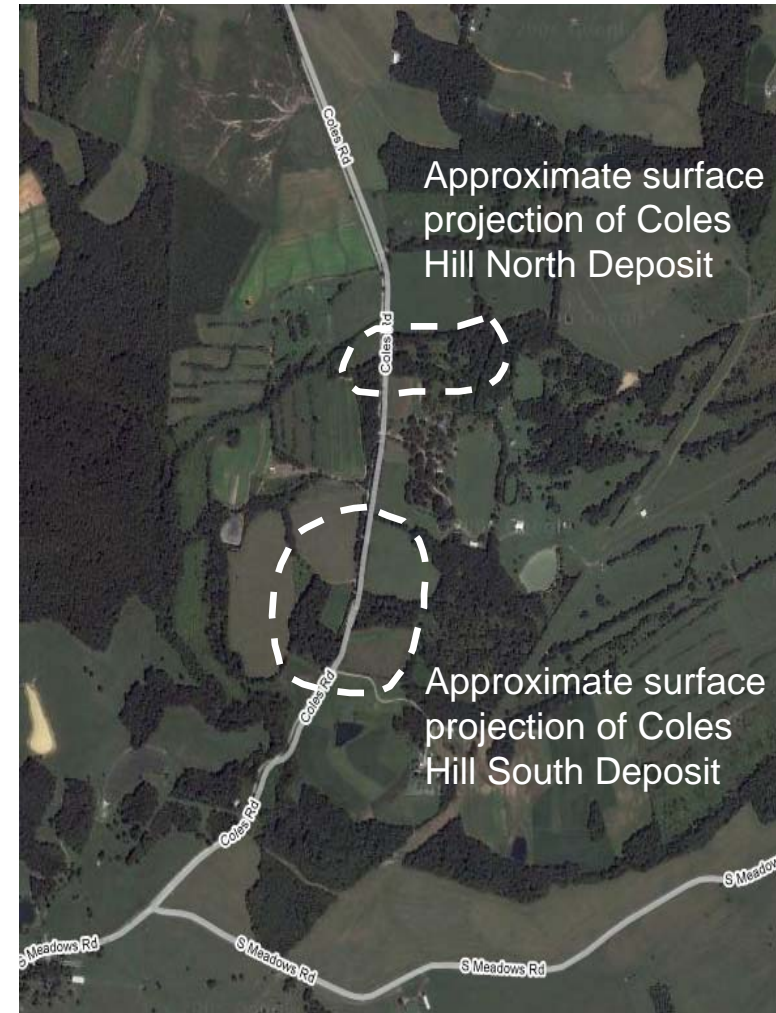 Coles Rd
Approximate surface
projection of Coles
Hill North Deposit
Coles Rd
Approximate surface
projection of Coles
Hill South Deposit
Coles Rd
Coles Rd
S Meadows Rd
S Meadows Rd
S Meadows Rd
S Meadow